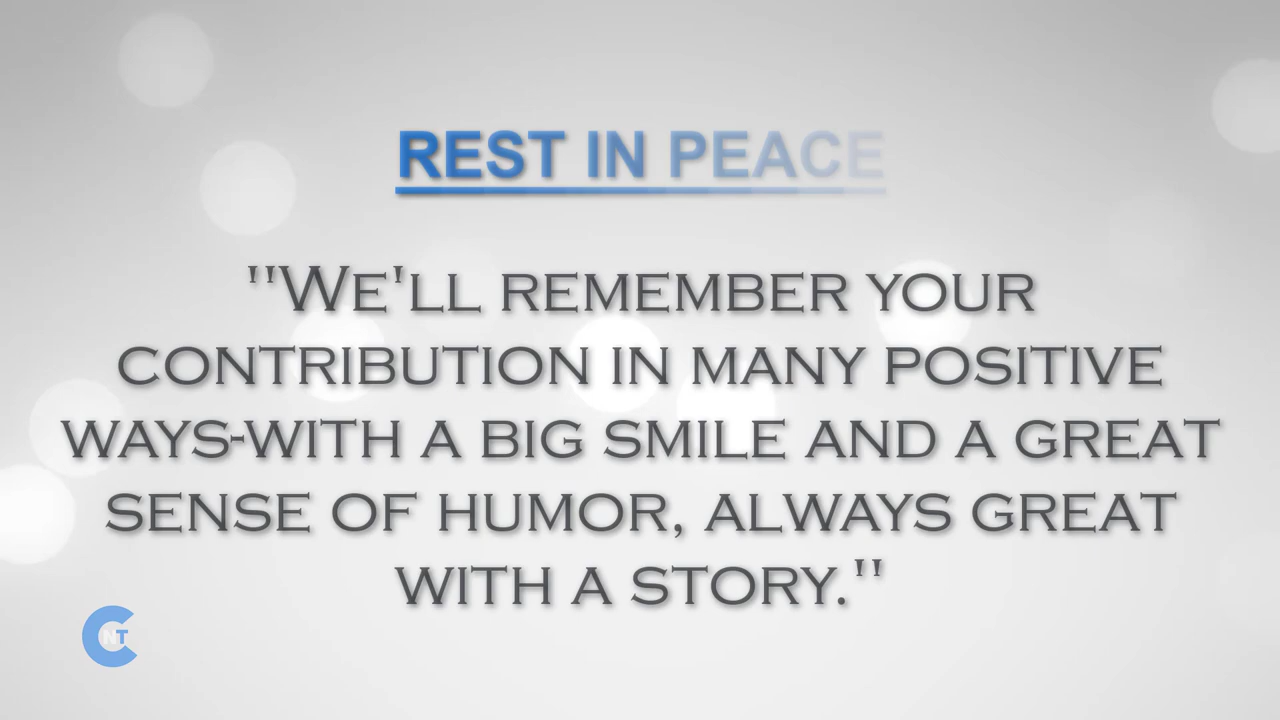 REST IN PEACE
"WE'LL REMEMBER YOUR
CONTRIBUTION IN MANY POSITIVE
WAYS-WITH A BIG SMILE AND A GREAT
SENSE OF HUMOR, ALWAYS GREAT
WITH A STORY."
CNT